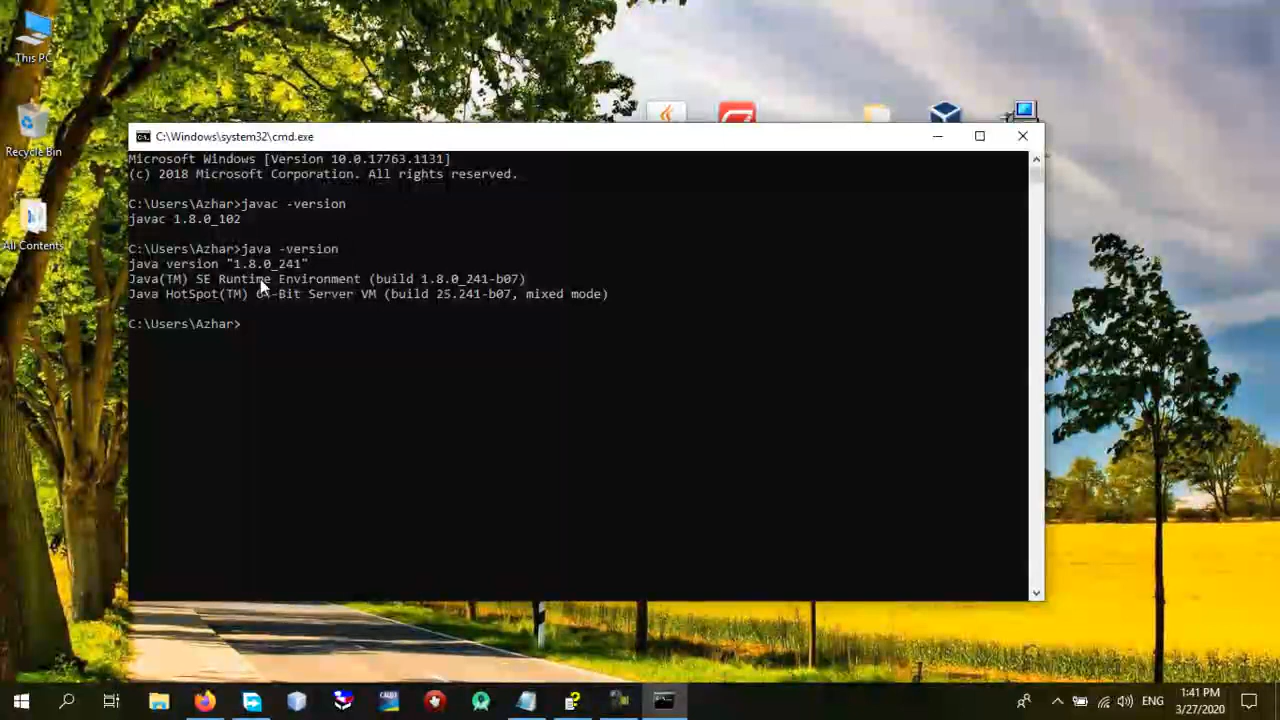 This PC
Recycle Bin
All Contents
C:\Windows\system32\cmd.exe
Microsoft Windows [Version 10.0.17763.1131]
(c) 2018 Microsoft Corporation. All rights reserved.
C:\Users\Azhar>javac -version
javac 1.8.0_102
C:\Users\Azhar>java -version
java version "1.8.0_241"
Java(TM) SE Runtime Environment (build 1.8.0_241-b07)
Java HotSpot(TM) 64-Bit Server VM (build 25.241-b07, mixed mode)
C:\Users\Azhar>
ENG
1:41 PM
3/27/2020